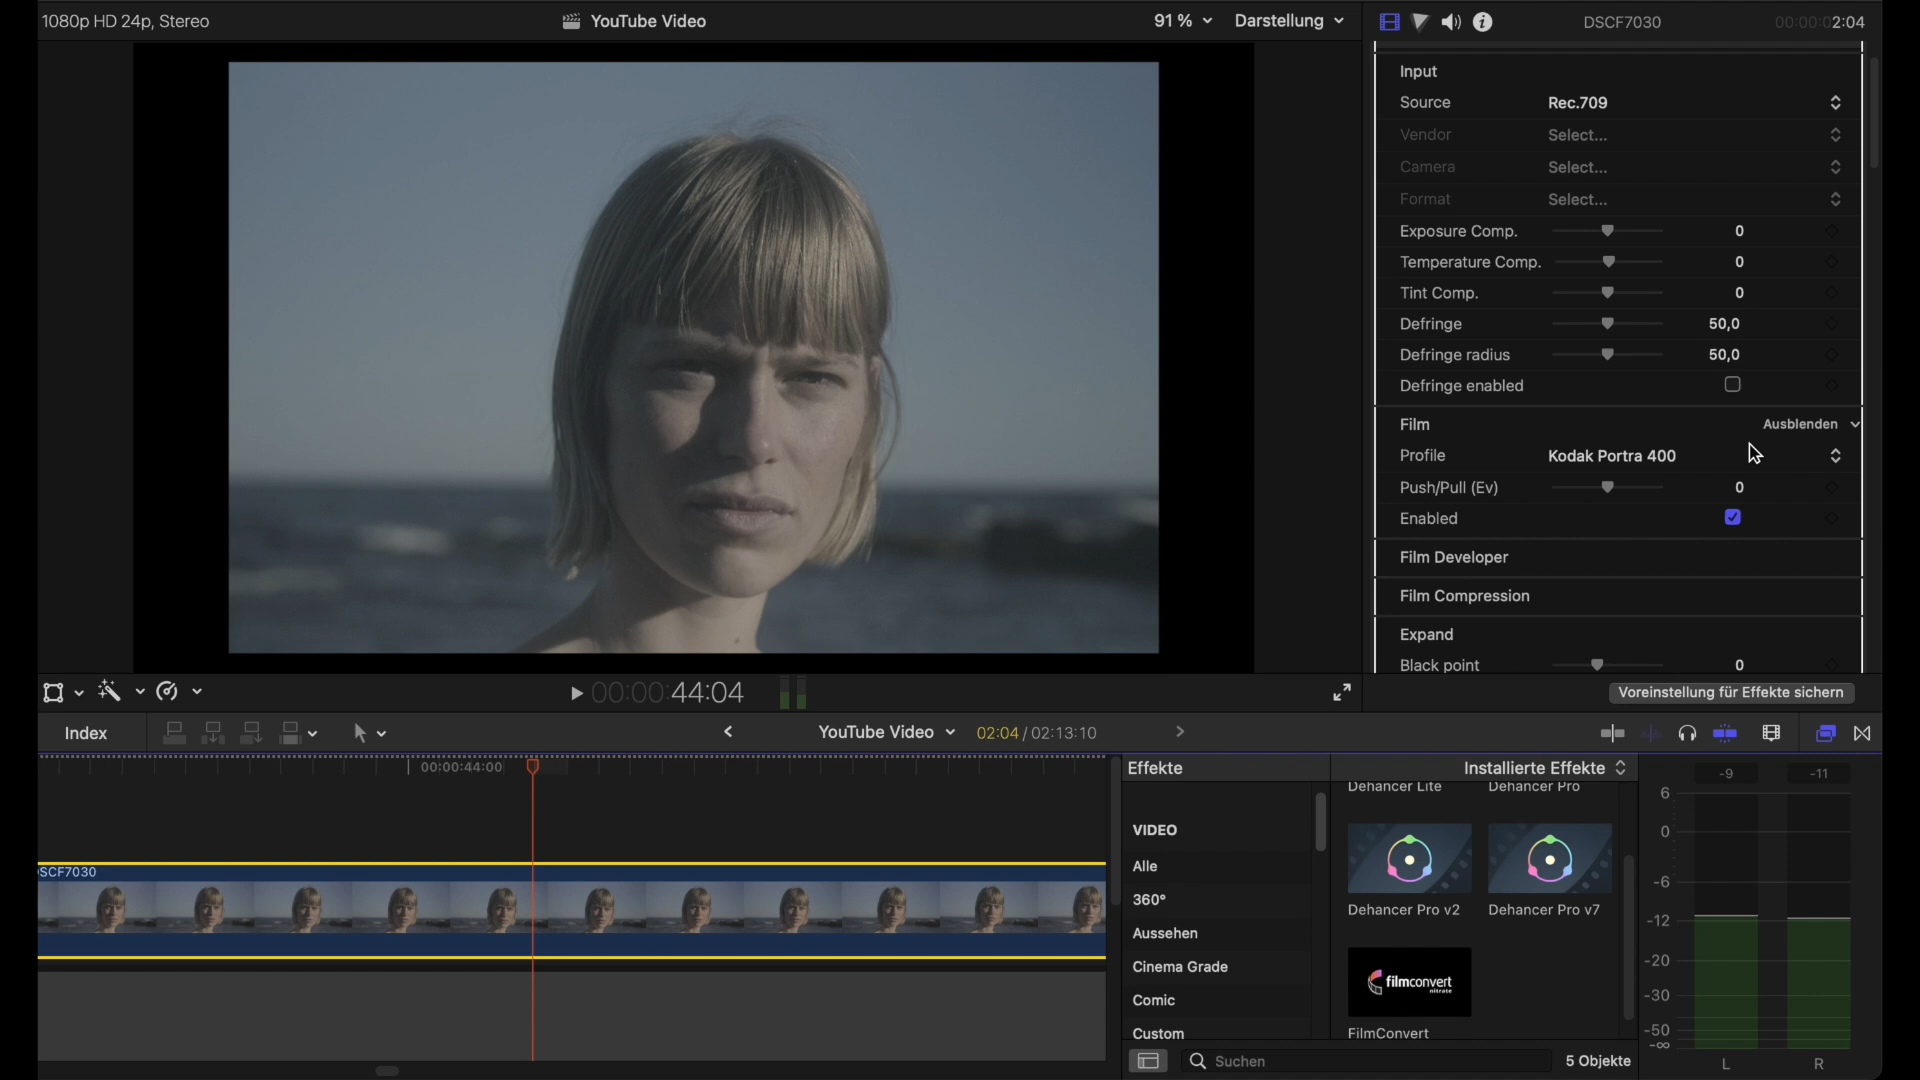 1080p HD 24p, Stereo
YouTube Video
91 %
Darstellung
DSCF7030
00:00:02:04
Input
Source
Rec.709
Vendor
Select...
Camera
Select...
Format
Select...
Exposure Comp.
0
Temperature Comp.
0
Tint Comp.
0
Defringe
50,0
Defringe radius
50,0
Defringe enabled
Film
Ausblenden
Profile
Kodak Portra 400
Push/Pull (Ev)
0
Enabled
Film Developer
Film Compression
Expand
Black point
0
00:00:44:04
Voreinstellung für Effekte sichern
Index
YouTube Video
02:04 / 02:13:10
00:00:44:00
SCF7030
Effekte
VIDEO
Alle
360°
Aussehen
Cinema Grade
Comic
Custom
Installierte Effekte
Dehancer Lite
Dehancer Pro
Dehancer Pro v2
Dehancer Pro v7
filmconvert
nitrate
FilmConvert
Suchen
5 Objekte
-9
-11
6
0
-6
-12
-20
-30
-50
-∞
L
R